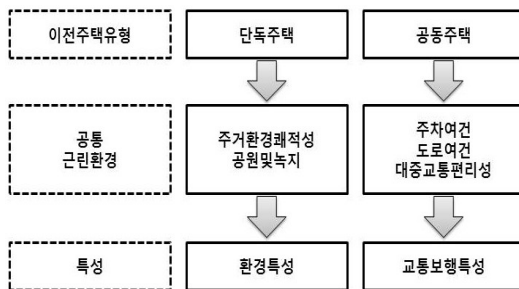 이전주택유형
단독주택
공동주택
공통
근린환경
주거환경쾌적성
공원및녹지
주차여건
도로여건
대중교통편리성
특성
환경특성
교통보행특성